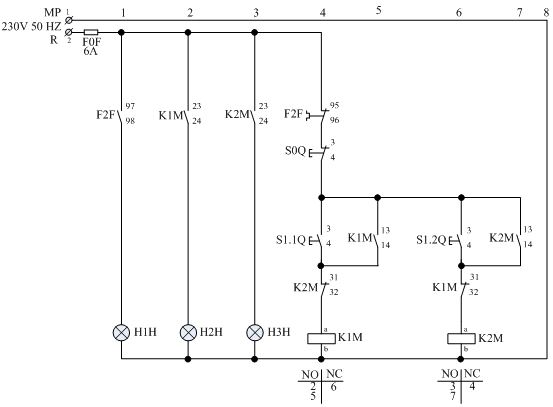 MP 1 1 2 3 4 5 6 7 8
230V 50 HZ
R 2 F0F
6A
F2F 97
98
K1M 23
24
K2M 23
24
F2F 95
96
S0Q 3
4
S1.1Q 3
4
K1M 13
14
S1.2Q 3
4
K2M 13
14
K2M 31
32
K1M 31
32
H1H
H2H
H3H
a
K1M
b
a
K2M
b
NO NC
2 6
5
NO NC
3 4
7